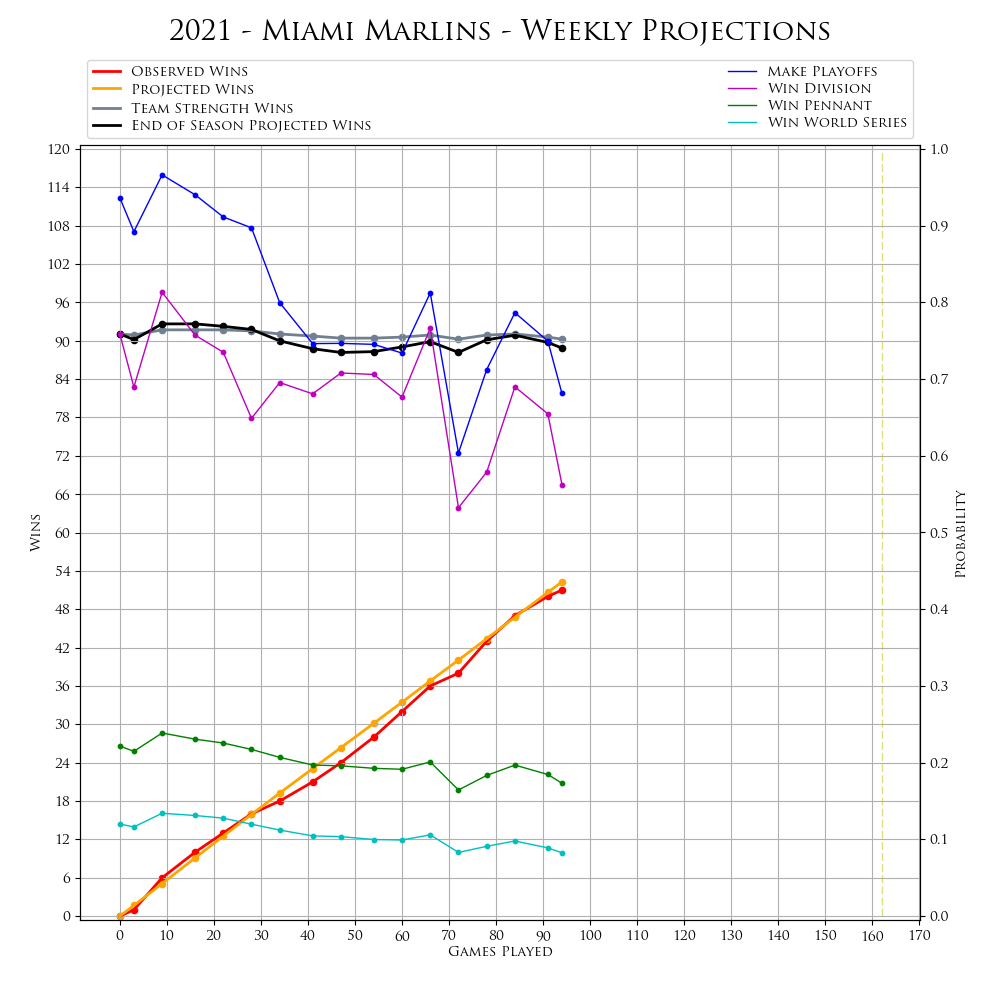 2021 - Miami Marlins - Weekly Projections
Observed Wins
Projected Wins
Team Strength Wins
End of Season Projected Wins
Make Playoffs
Win Division
Win Pennant
Win World Series
120
114
108
102
96
90
84
78
72
66
60
54
48
42
36
30
24
18
12
6
0
Wins
1.0
0.9
0.8
0.7
0.6
0.5
0.4
0.3
0.2
0.1
0.0
Probability
0 10 20 30 40 50 60 70 80 90 100 110 120 130 140 150 160 170
Games Played